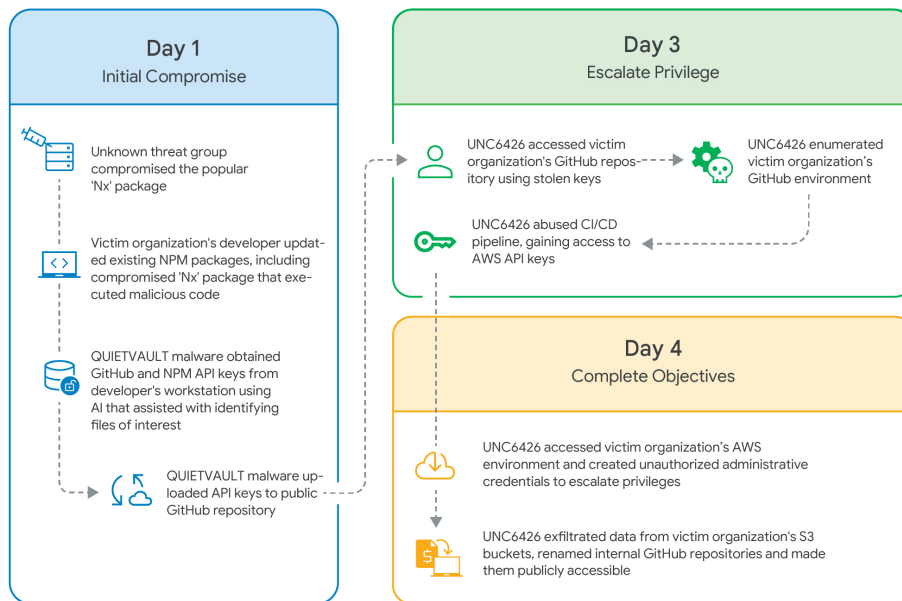 Day 1
Initial Compromise
Unknown threat group
compromised the popular
'Nx' package
Victim organization's developer updat-
ed existing NPM packages, including
compromised 'Nx' package that exe-
cuted malicious code
QUIETVAULT malware obtained
GitHub and NPM API keys from
developer's workstation using
AI that assisted with identifying
files of interest
QUIETVAULT malware up-
loaded API keys to public
GitHub repository
Day 3
Escalate Privilege
UNC6426 accessed victim
organization's GitHub repos-
itory using stolen keys
UNC6426 enumerated
victim organization's
GitHub environment
UNC6426 abused CI/CD
pipeline, gaining access to
AWS API keys
Day 4
Complete Objectives
UNC6426 accessed victim organization's AWS
environment and created unauthorized administrative
credentials to escalate privileges
UNC6426 exfiltrated data from victim organization's S3
buckets, renamed internal GitHub repositories and made
them publicly accessible